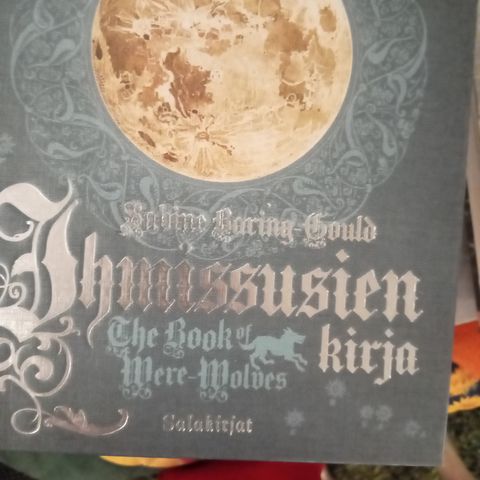 Sabine Baring-Gould
Ihmissusien
kirja
The Book of
Were-Wolves
Salakirjat